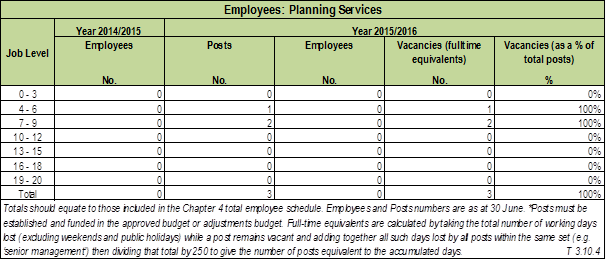 Employees: Planning Services
Year 2014/2015 Year 2015/2016
Job Level Employees Posts Employees Vacancies (fulltime equivalents) Vacancies (as a % of total posts)
No. No. No. No. %
0 - 3 0 0 0 0 0%
4 - 6 0 1 0 1 100%
7 - 9 0 2 0 2 100%
10 - 12 0 0 0 0 0%
13 - 15 0 0 0 0 0%
16 - 18 0 0 0 0 0%
19 - 20 0 0 0 0 0%
Total 0 3 0 3 100%
Totals should equate to those included in the Chapter 4 total employee schedule. Employees and Posts numbers are as at 30 June. *Posts must be
established and funded in the approved budget or adjustments budget. Full-time equivalents are calculated by taking the total number of working days
lost (excluding weekends and public holidays) while a post remains vacant and adding together all such days lost by all posts within the same set (e.g.
'senior management') then dividing that total by 250 to give the number of posts equivalent to the accumulated days. T 3.10.4